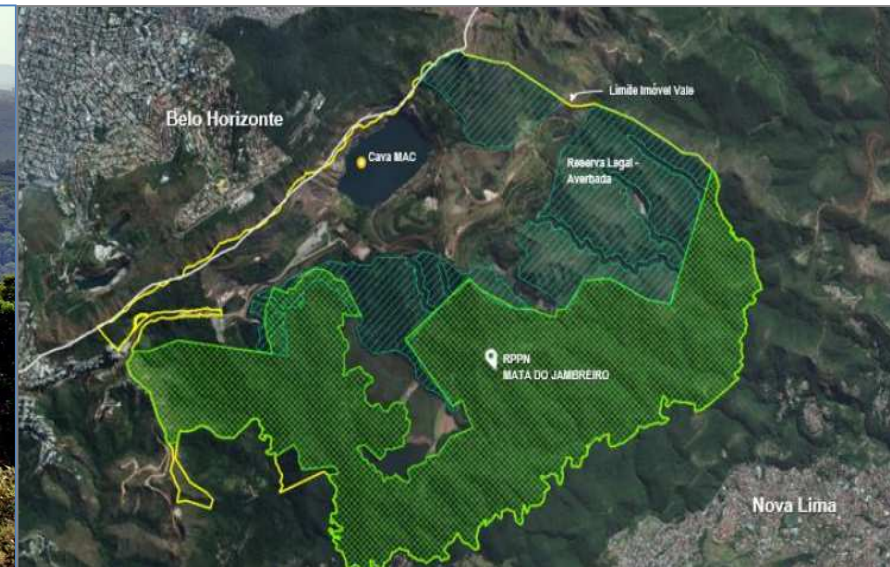 Limite Imóvel Vale
Belo Horizonte
Cava MAC
Reserva Legal -
Averbada
RPPN
MATA DO JAMBREIRO
Nova Lima